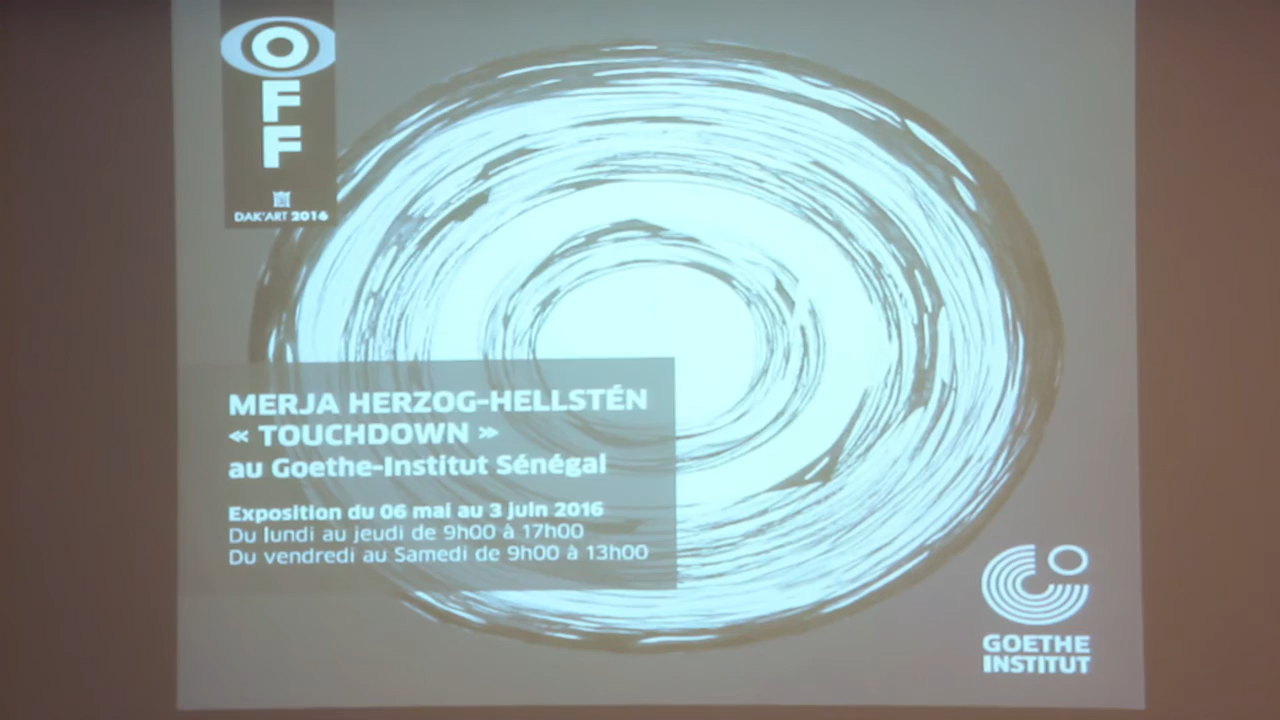 OFF
DAK'ART 2016
MERJA HERZOG-HELLSTÉN
« TOUCHDOWN »
au Goethe-Institut Sénégal
Exposition du 06 mai au 3 juin 2016
Du lundi au jeudi de 9h00 à 17h00
Du vendredi au Samedi de 9h00 à 13h00
GOETHE
INSTITUT